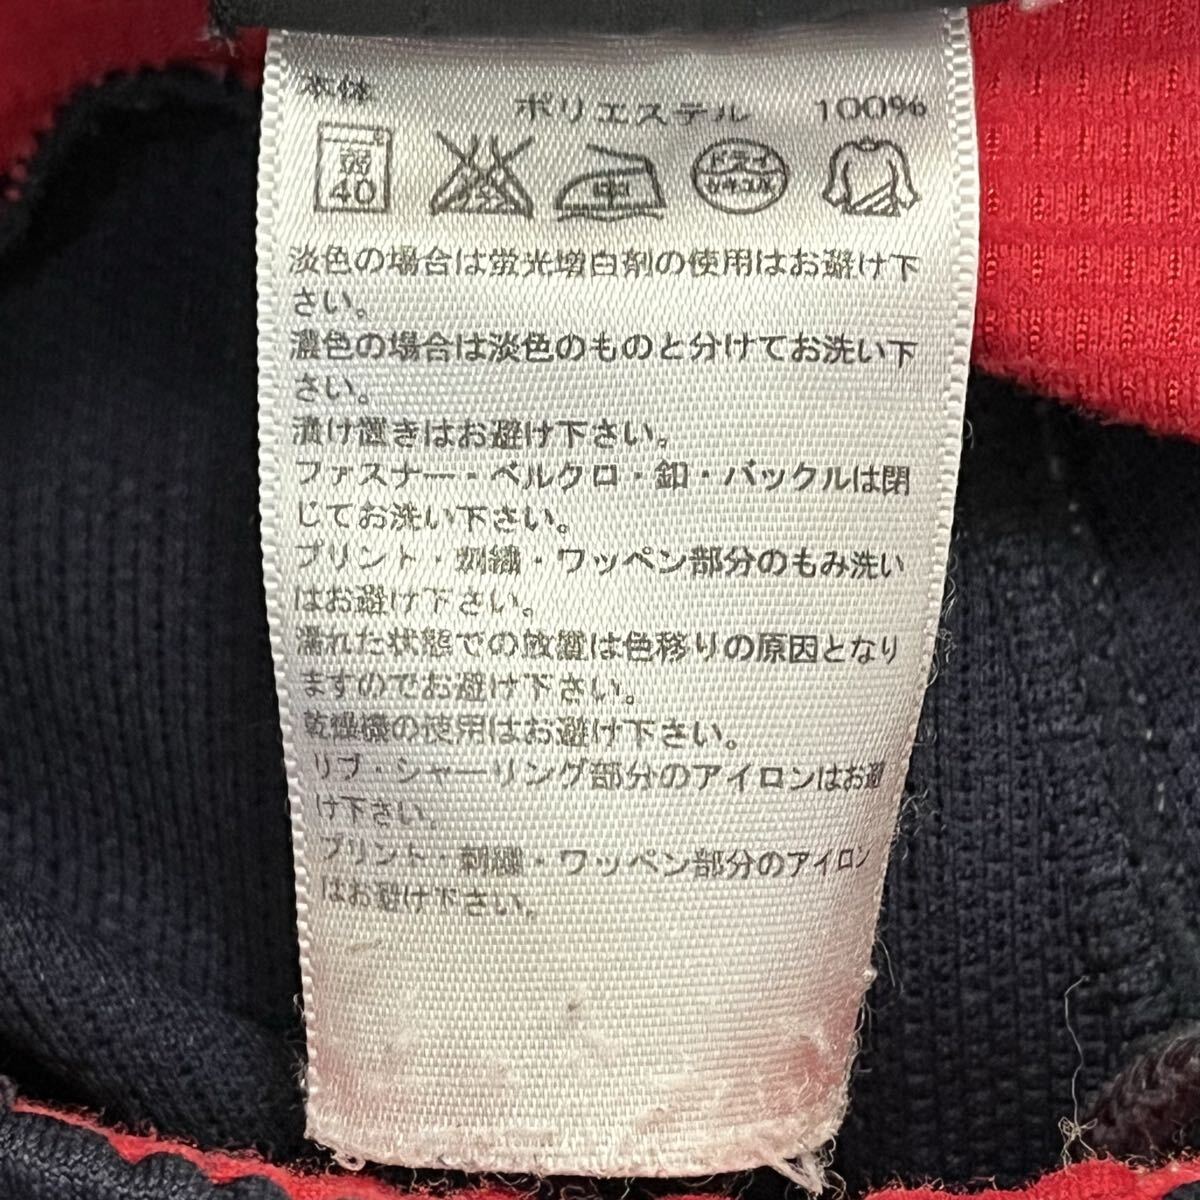 本体
ポリエステル 100%
弱 40 中 ドライ セキユ系
淡色の場合は蛍光増白剤の使用はお避け下
さい。
濃色の場合は淡色のものと分けてお洗い下
さい。
漬け置きはお避け下さい。
ファスナー・ベルクロ・釦・バックルは閉
じてお洗い下さい。
プリント・刺繍・ワッペン部分のもみ洗い
はお避け下さい。
濡れた状態での放置は色移りの原因となり
ますのでお避け下さい。
乾燥機の使用はお避け下さい。
リブ・シャーリング部分のアイロンはお避
け下さい。
プリント・刺繍・ワッペン部分のアイロン
はお避け下さい。